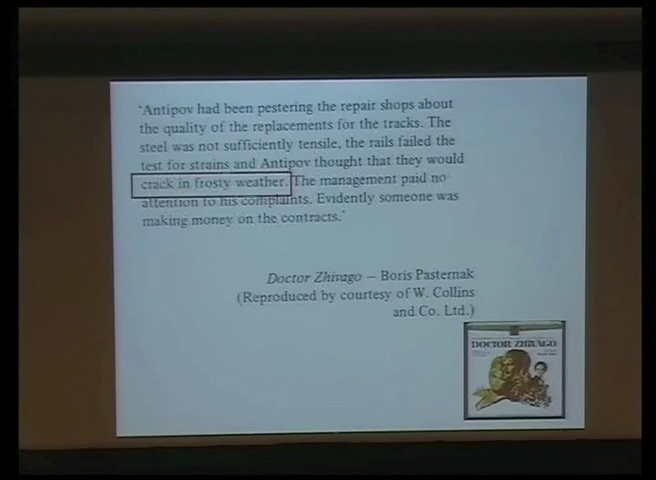 'Antipov had been pestering the repair shops about
the quality of the replacements for the tracks. The
steel was not sufficiently tensile, the rails failed the
test for strains and Antipov thought that they would
crack in frosty weather. The management paid no
attention to his complaints. Evidently someone was
making money on the contracts.'
Doctor Zhivago – Boris Pasternak
(Reproduced by courtesy of W. Collins
and Co. Ltd.)
DOCTOR ZHIVAGO